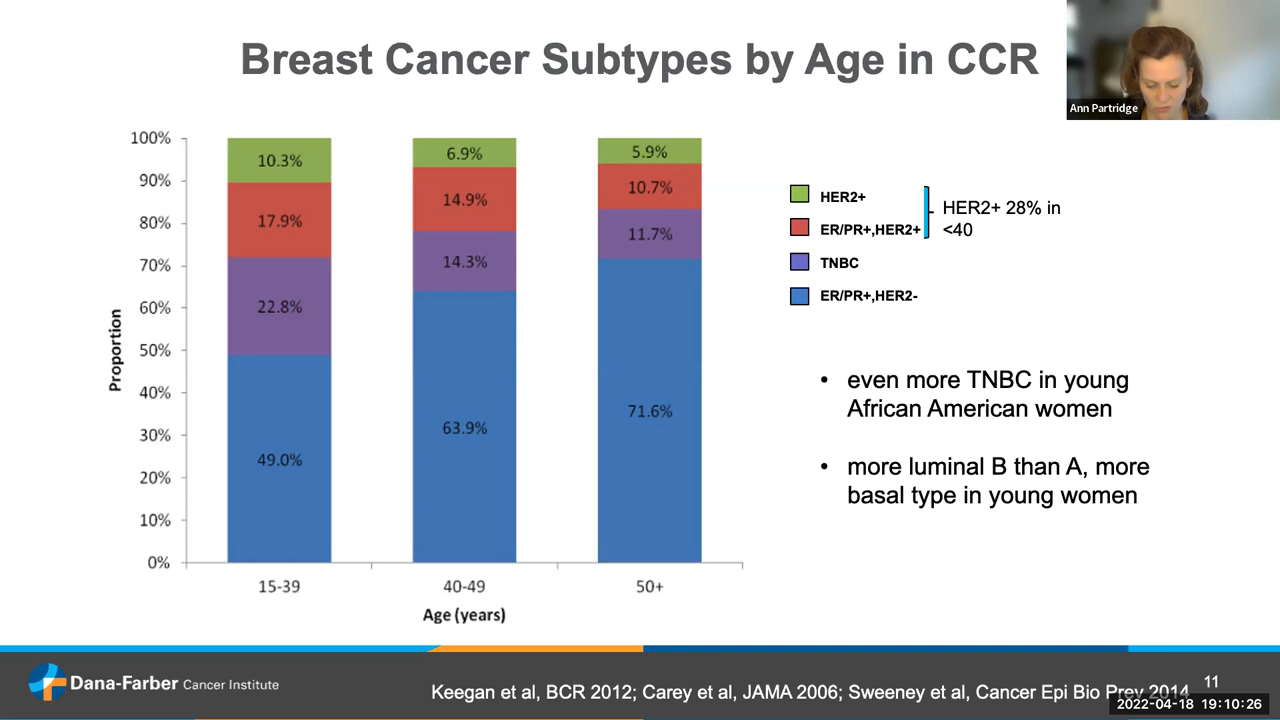 Breast Cancer Subtypes by Age in CCR
Ann Partridge
100%
90%
80%
70%
60%
50%
40%
30%
20%
10%
0%
Proportion
10.3%
17.9%
22.8%
49.0%
6.9%
14.9%
14.3%
63.9%
5.9%
10.7%
11.7%
71.6%
15-39
40-49
50+
Age (years)
HER2+
ER/PR+,HER2+
TNBC
ER/PR+,HER2-
HER2+ 28% in
<40
• even more TNBC in young
African American women
• more luminal B than A, more
basal type in young women
Dana-Farber Cancer Institute
Keegan et al, BCR 2012; Carey et al, JAMA 2006; Sweeney et al, Cancer Epi Bio Prev 2014
11
2022-04-18 19:10:26